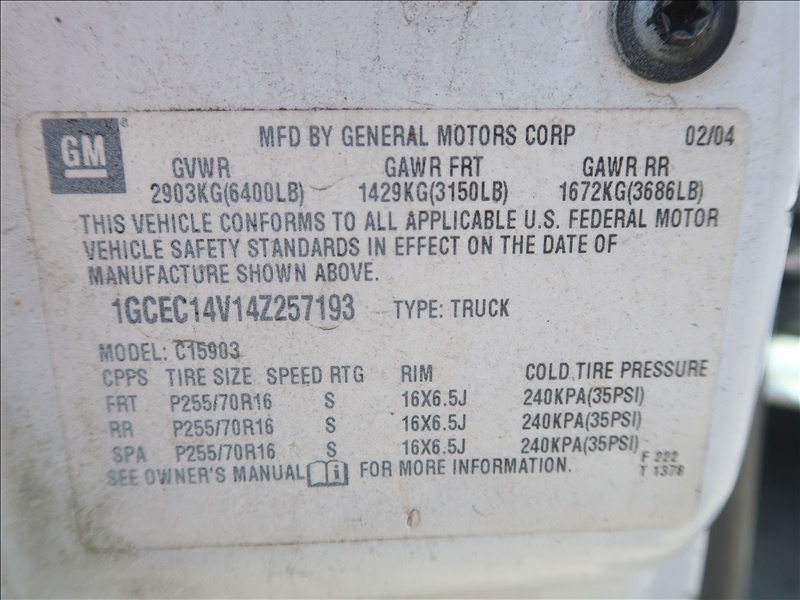 GM
MFD BY GENERAL MOTORS CORP 02/04
GVWR GAWR FRT GAWR RR
2903KG(6400LB) 1429KG(3150LB) 1672KG(3686LB)
THIS VEHICLE CONFORMS TO ALL APPLICABLE U.S. FEDERAL MOTOR
VEHICLE SAFETY STANDARDS IN EFFECT ON THE DATE OF
MANUFACTURE SHOWN ABOVE.
1GCEC14V14Z257193 TYPE: TRUCK
MODEL: C15903
CPPS TIRE SIZE SPEED RTG RIM COLD TIRE PRESSURE
FRT P255/70R16 S 16X6.5J 240KPA(35PSI)
RR P255/70R16 S 16X6.5J 240KPA(35PSI)
SPA P255/70R16 S 16X6.5J 240KPA(35PSI)
SEE OWNER'S MANUAL i FOR MORE INFORMATION.
F 222
T 1378